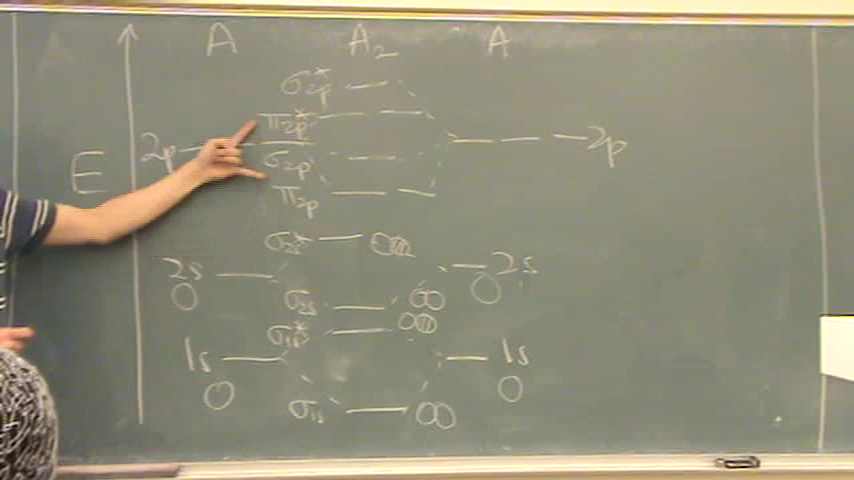 A A₂ A
σ*₂p
π*₂p
2p 2p
E
σ₂p
π₂p
σ*₂s
2s 2s
σ₂s
σ*₁s
1s 1s
σ₁s